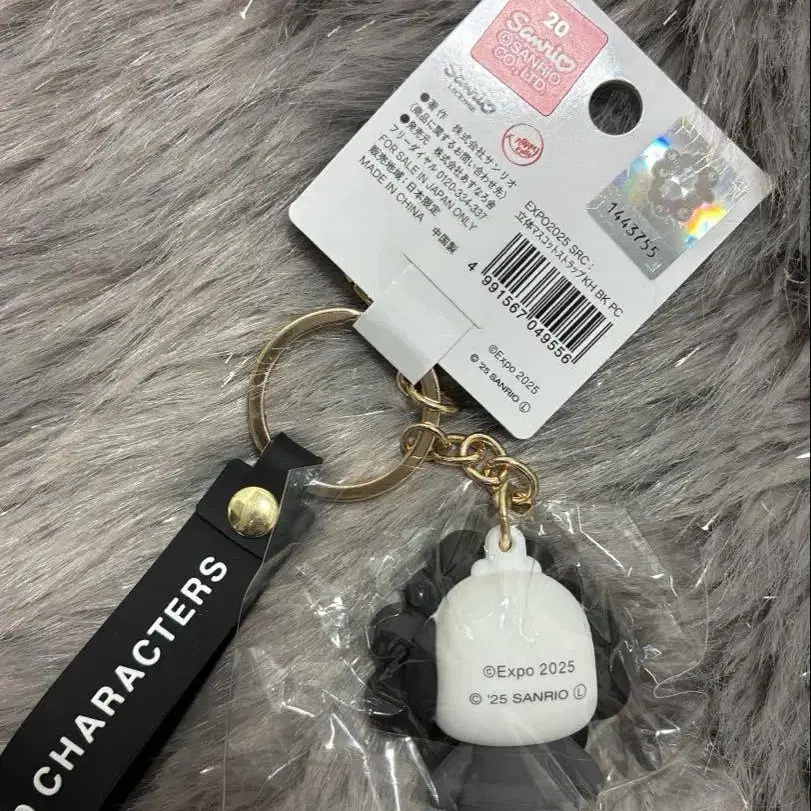 20
Sanrio
©SANRIO
CO., LTD.
Sanrio
LICENSE
●著作 株式会社サンリオ
(商品に関するお問い合わせ先)
●発売元 株式会社あすなろ舎
フリーダイヤル 0120-334-337
FOR SALE IN JAPAN ONLY
販売地域:日本限定
MADE IN CHINA 中国製
1443755
EXPO2025 SRC:
立体マスコットストラップKH BK PC
4 991567 049556
©Expo 2025
© '25 SANRIO Ⓛ
CHARACTERS
©Expo 2025
© '25 SANRIO Ⓛ